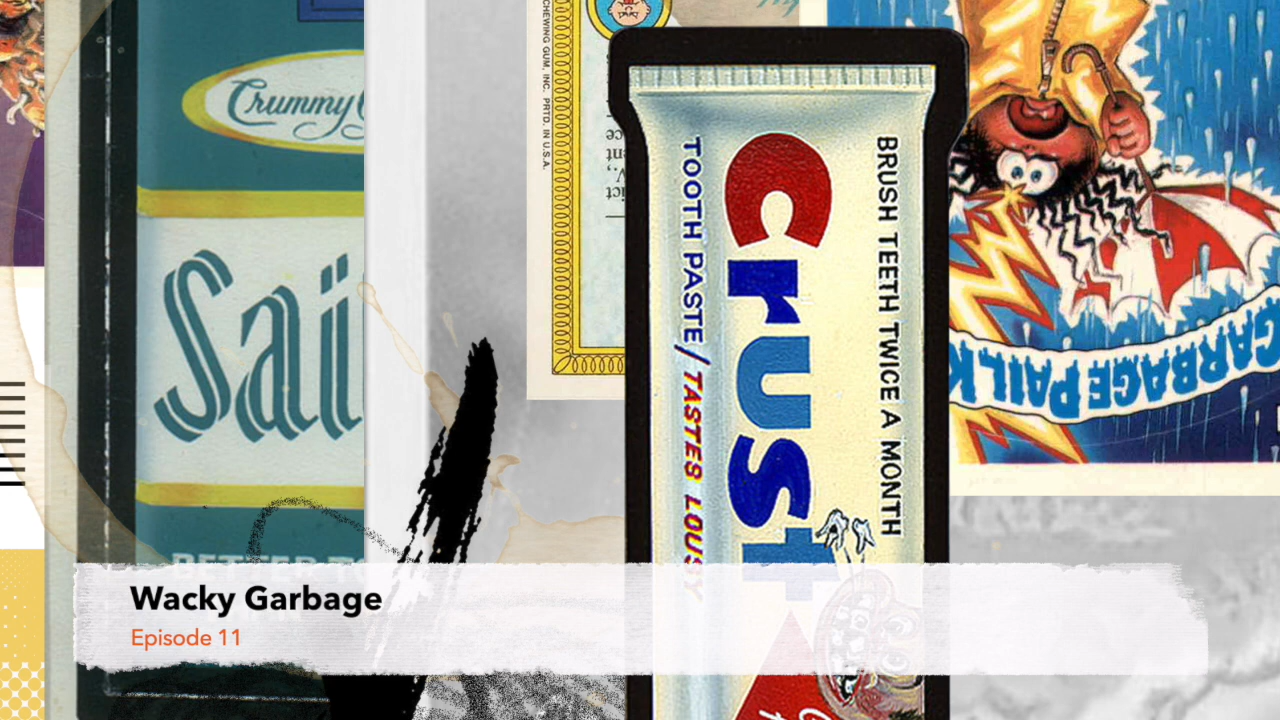 Crummy
Sai
CHEWING GUM, INC. PRTD. IN U.S.A.
BRUSH TEETH TWICE A MONTH
Crust
TOOTH PASTE/TASTES LOUSY
GARBAGE PAIL K
Wacky Garbage
Episode 11